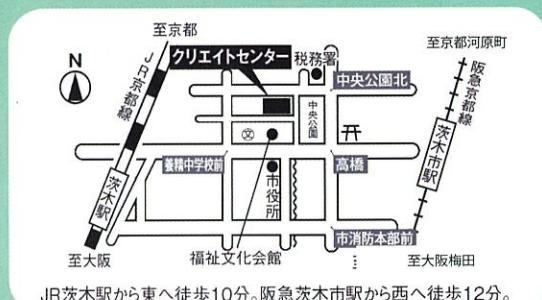 至京都
至京都河原町
N
JR京都線
クリエイトセンター
税務署
中央公園北
阪急京都線
中央公園
文
茨木市駅
養精中学校前
高橋
茨木駅
市役所
市消防本部前
至大阪
福祉文化会館
至大阪梅田
JR茨木駅から東へ徒歩10分。阪急茨木市駅から西へ徒歩12分。